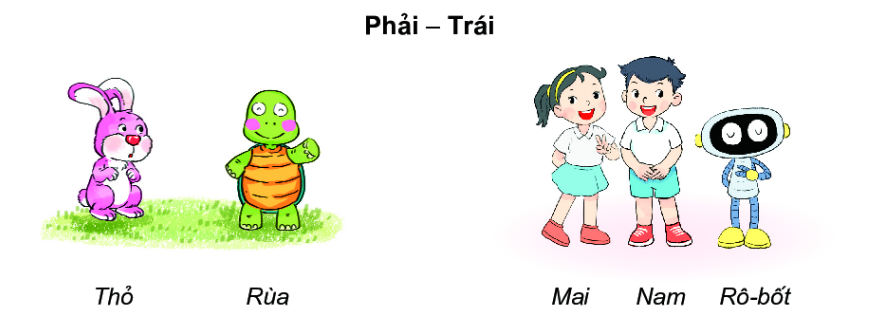 Phải – Trái
Thỏ Rùa Mai Nam Rô-bốt